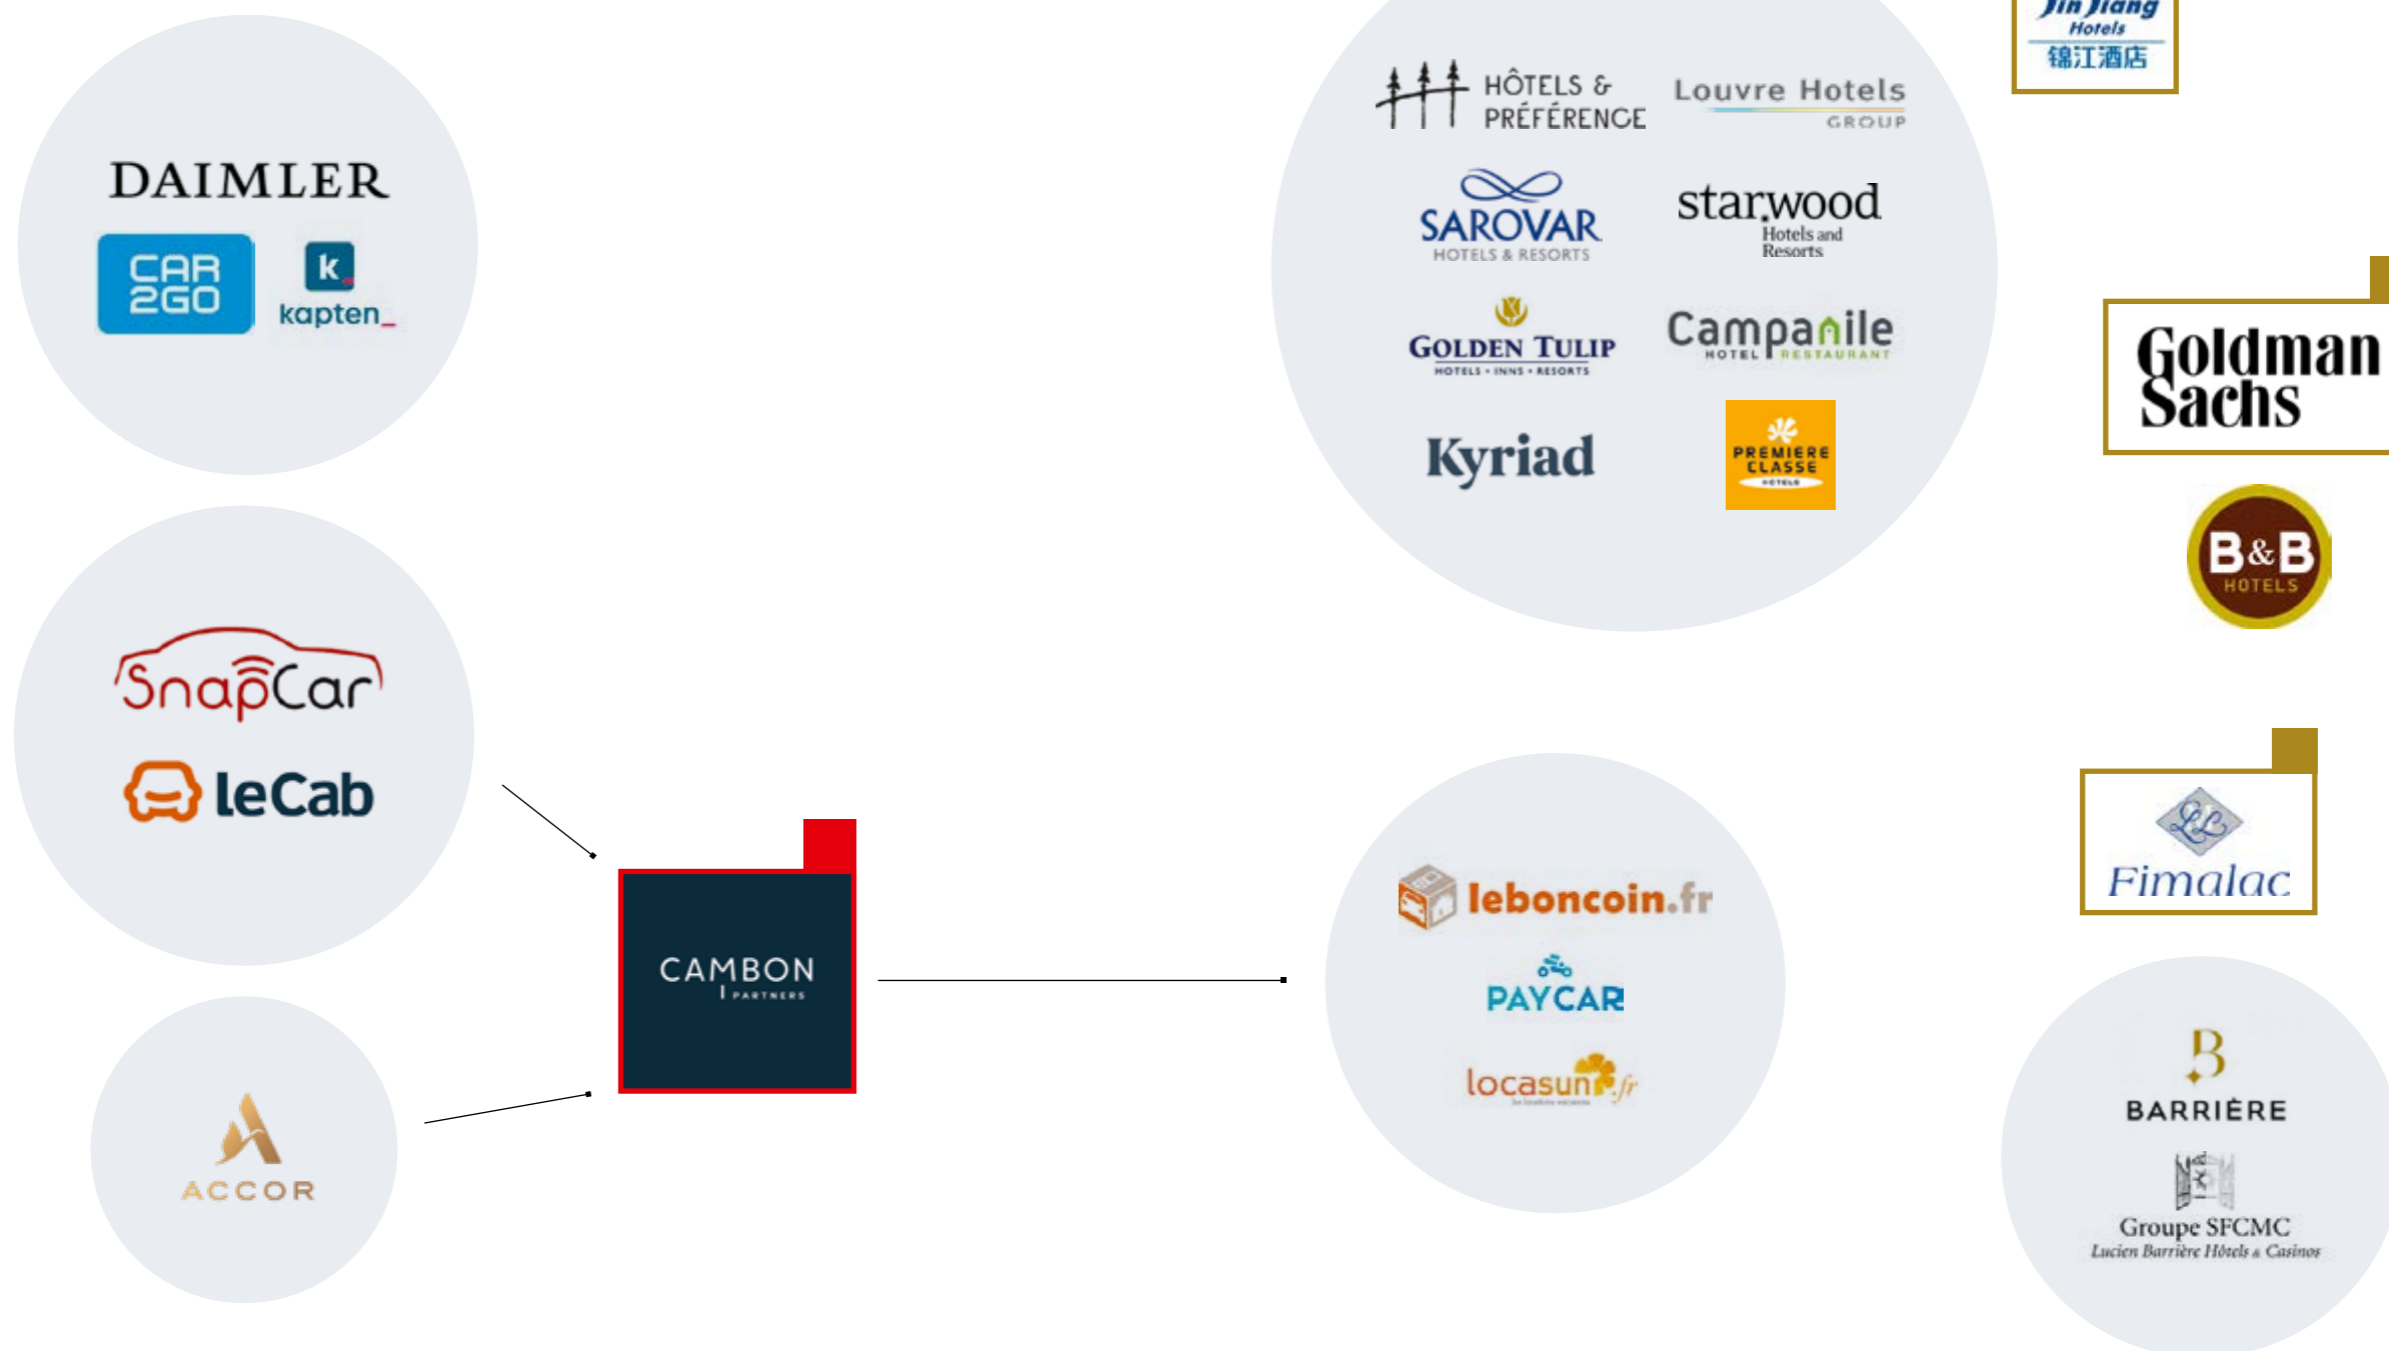 DAIMLER
CAR
2GO
k
kapten_
SnapCar
leCab
ACCOR
CAMBON
PARTNERS
HÔTELS &
PRÉFÉRENCE
Louvre Hotels
GROUP
SAROVAR
HOTELS & RESORTS
starwood
Hotels and
Resorts
GOLDEN TULIP
HOTELS • INNS • RESORTS
Campanile
HOTEL RESTAURANT
Kyriad
PREMIERE
CLASSE
HOTELS
leboncoin.fr
PAYCAR
locasun.fr
Jin Jiang
Hotels
锦江酒店
Goldman
Sachs
B&B
HOTELS
Fimalac
B
BARRIÈRE
Groupe SFCMC
Lucien Barrière Hôtels & Casinos